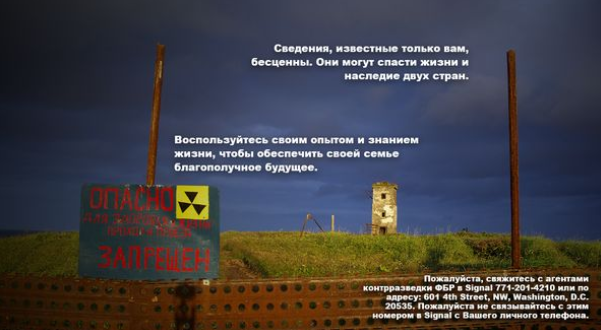 Сведения, известные только вам,
бесценны. Они могут спасти жизни и
наследие двух стран.
Воспользуйтесь своим опытом и знанием
жизни, чтобы обеспечить своей семье
благополучное будущее.
ОПАСНО
ЗАПРЕЩЕН
Пожалуйста, свяжитесь с агентами
контрразведки ФБР в Signal 771-201-4210 или по
адресу: 601 4th Street, NW, Washington, D.C.
20535. Пожалуйста не связывайтесь с этим
номером в Signal с Вашего личного телефона.